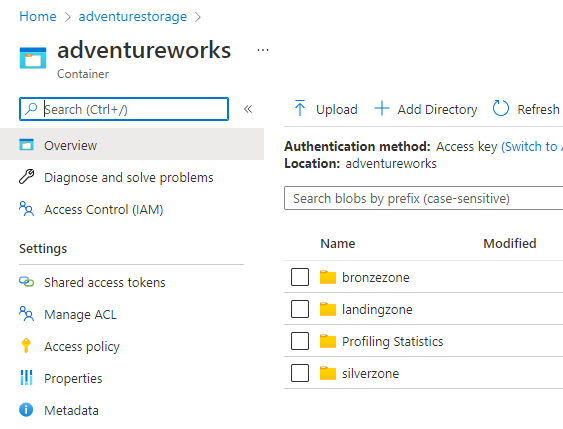 Home > adventurestorage >
adventureworks ...
Container
Search (Ctrl+/) «
Overview
Diagnose and solve problems
Access Control (IAM)
Settings
Shared access tokens
Manage ACL
Access policy
Properties
Metadata
Upload + Add Directory Refresh
Authentication method: Access key (Switch to A
Location: adventureworks
Search blobs by prefix (case-sensitive)
Name Modified
bronzezone
landingzone
Profiling Statistics
silverzone